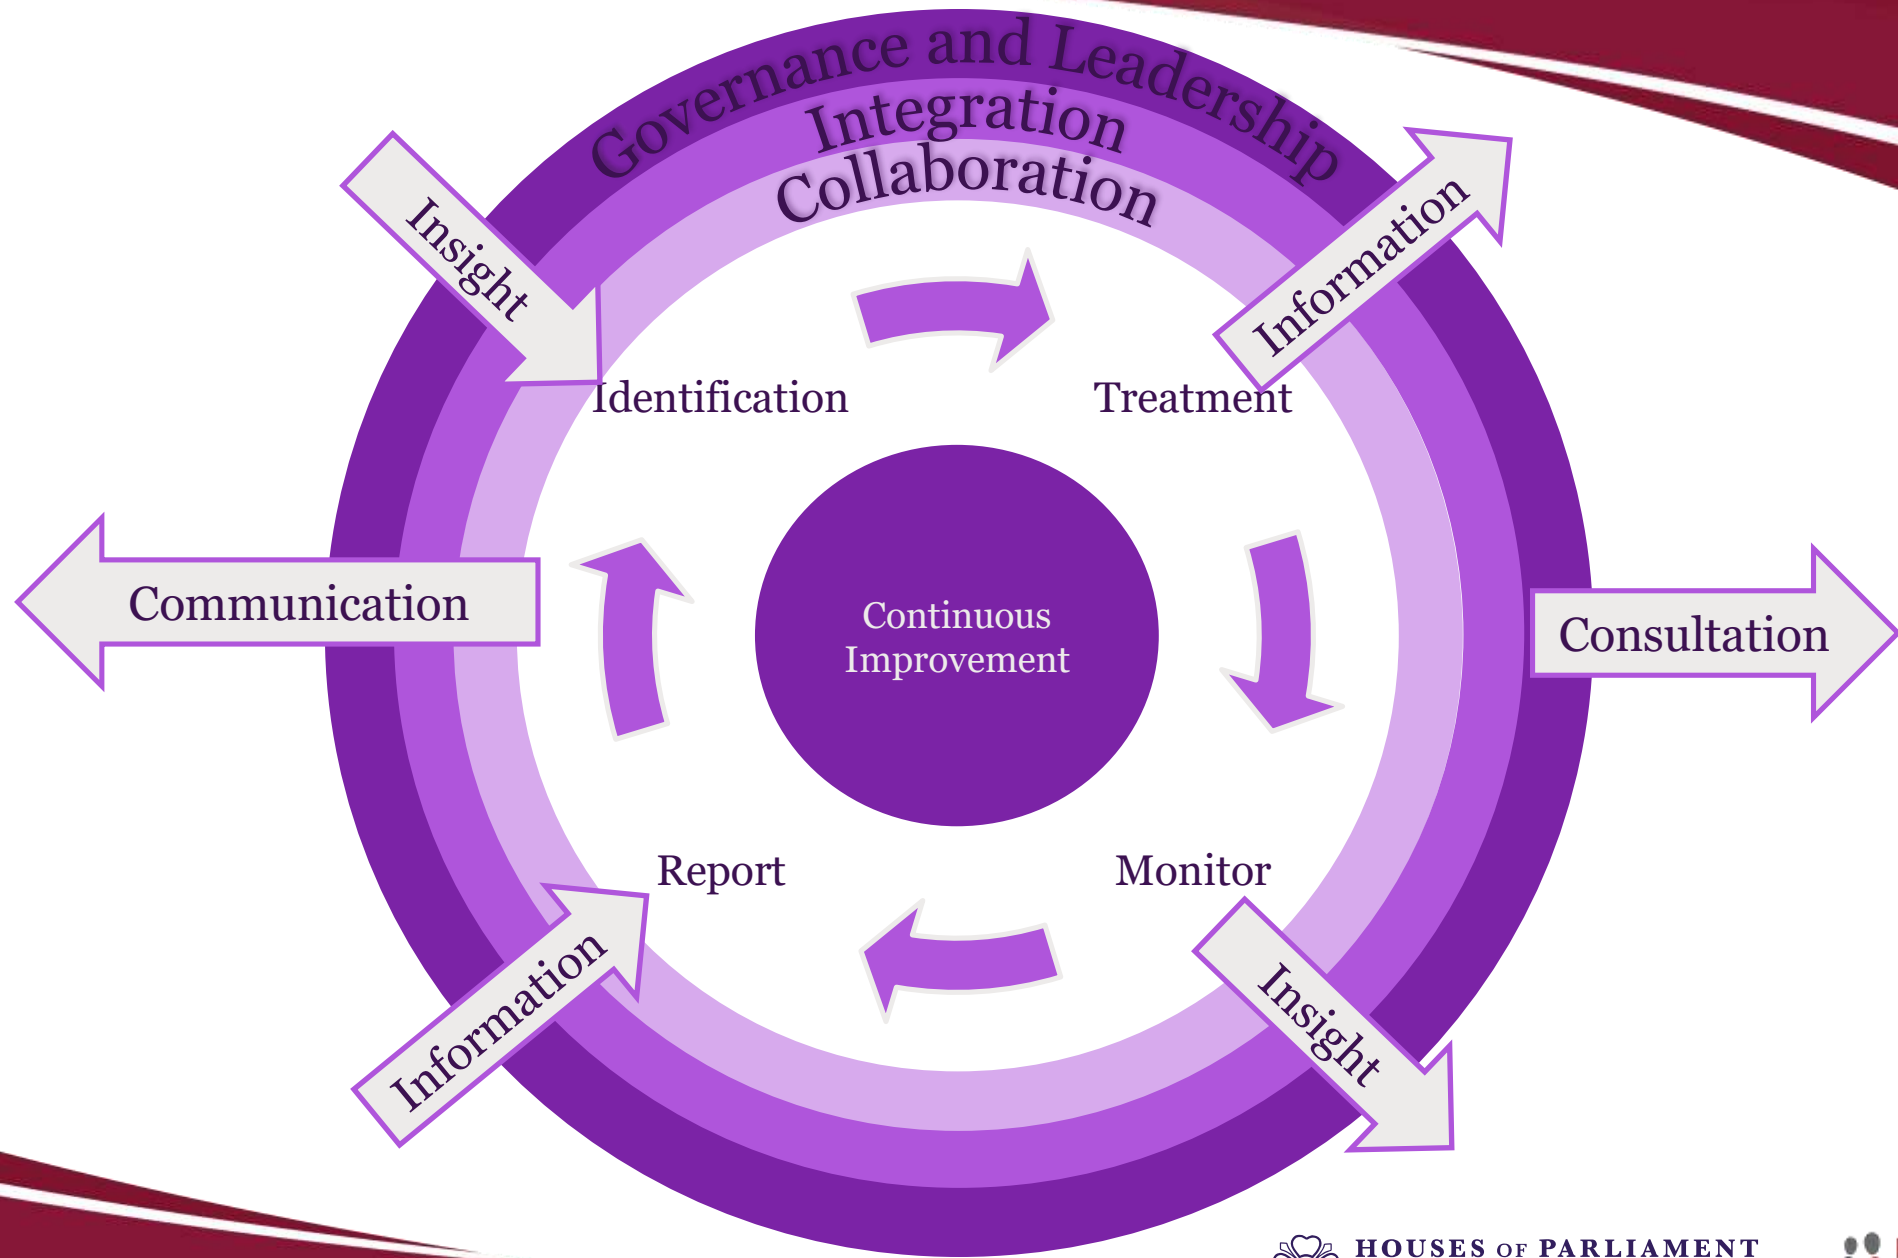 Governance and Leadership
Integration
Collaboration
Insight
Information
Identification
Treatment
Communication
Continuous
Improvement
Consultation
Report
Monitor
Information
Insight
HOUSES OF PARLIAMENT